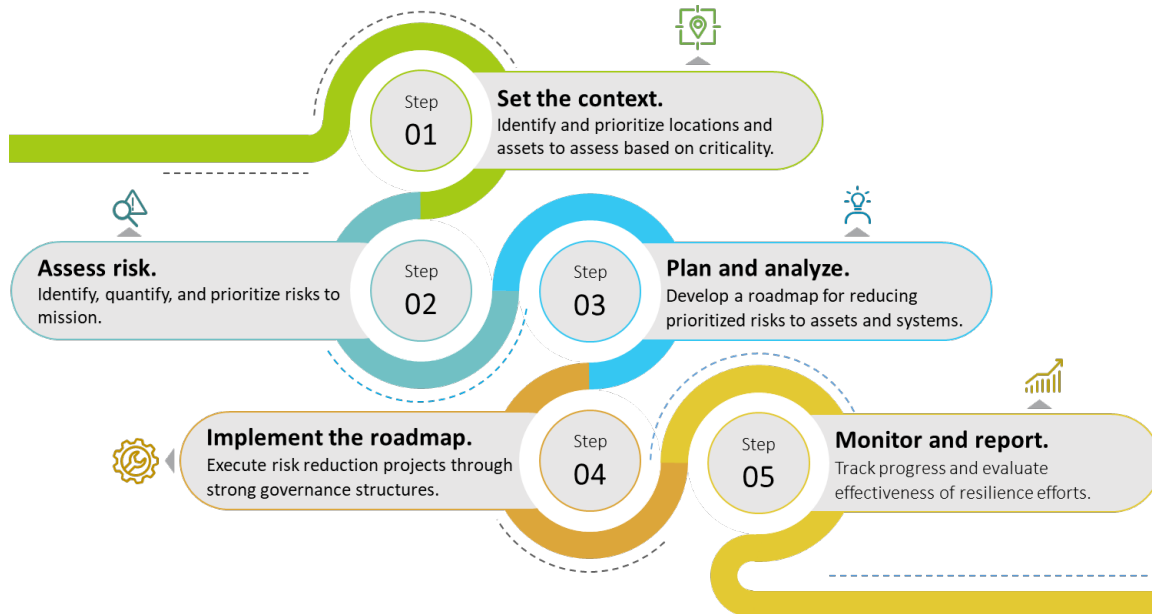 Step
01
Set the context.
Identify and prioritize locations and
assets to assess based on criticality.
Assess risk.
Identify, quantify, and prioritize risks to
mission.
Step
02
Step
03
Plan and analyze.
Develop a roadmap for reducing
prioritized risks to assets and systems.
Implement the roadmap.
Execute risk reduction projects through
strong governance structures.
Step
04
Step
05
Monitor and report.
Track progress and evaluate
effectiveness of resilience efforts.